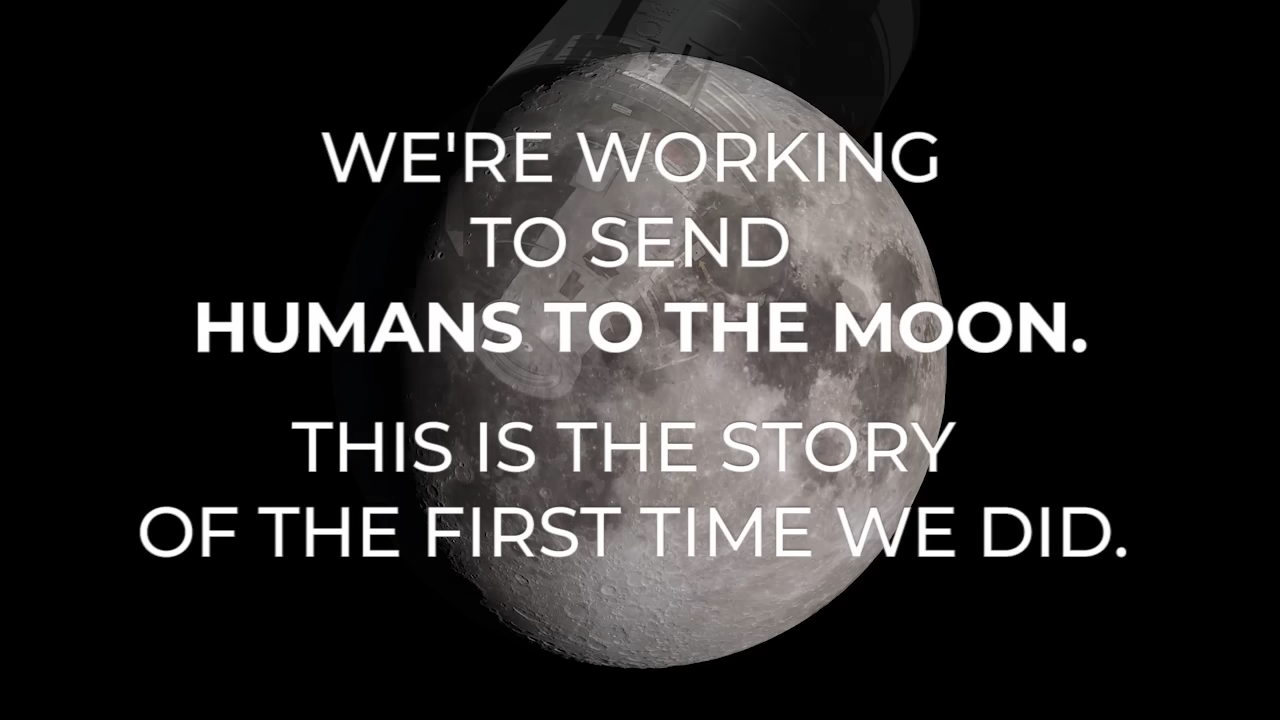 WE'RE WORKING
TO SEND
HUMANS TO THE MOON.
THIS IS THE STORY
OF THE FIRST TIME WE DID.